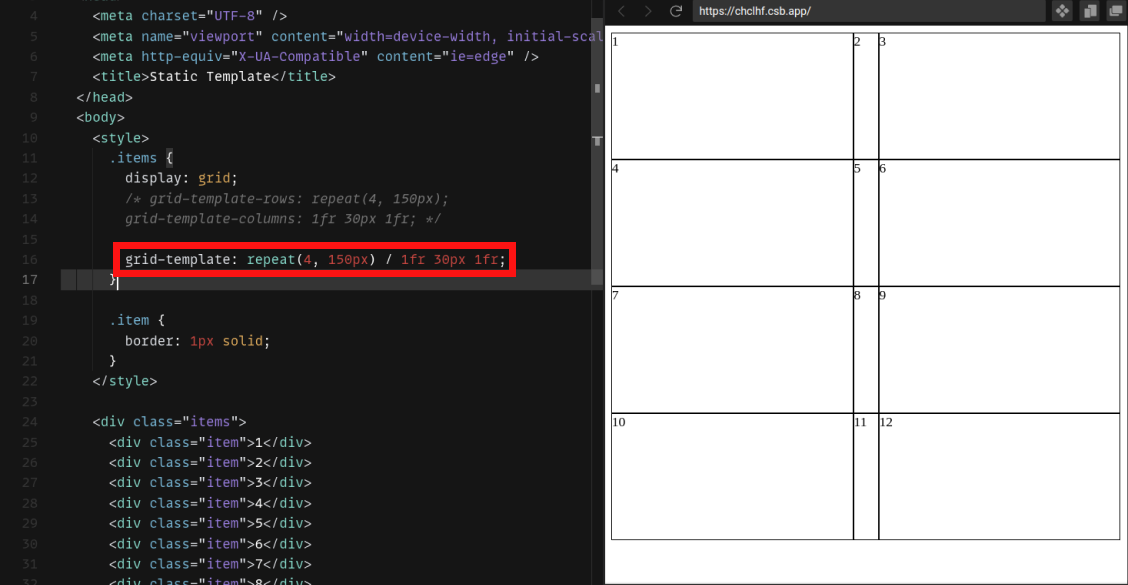 4 <meta charset="UTF-8" />
5 <meta name="viewport" content="width=device-width, initial-scal
6 <meta http-equiv="X-UA-Compatible" content="ie=edge" />
7 <title>Static Template</title>
8 </head>
9 <body>
10 <style>
11 .items {
12 display: grid;
13 /* grid-template-rows: repeat(4, 150px);
14 grid-template-columns: 1fr 30px 1fr; */
15
16 grid-template: repeat(4, 150px) / 1fr 30px 1fr;
17 }
18
19 .item {
20 border: 1px solid;
21 }
22 </style>
23
24 <div class="items">
25 <div class="item">1</div>
26 <div class="item">2</div>
27 <div class="item">3</div>
28 <div class="item">4</div>
29 <div class="item">5</div>
30 <div class="item">6</div>
31 <div class="item">7</div>
32 <div class="item">8</div>
https://chclhf.csb.app/
1 2 3
4 5 6
7 8 9
10 11 12